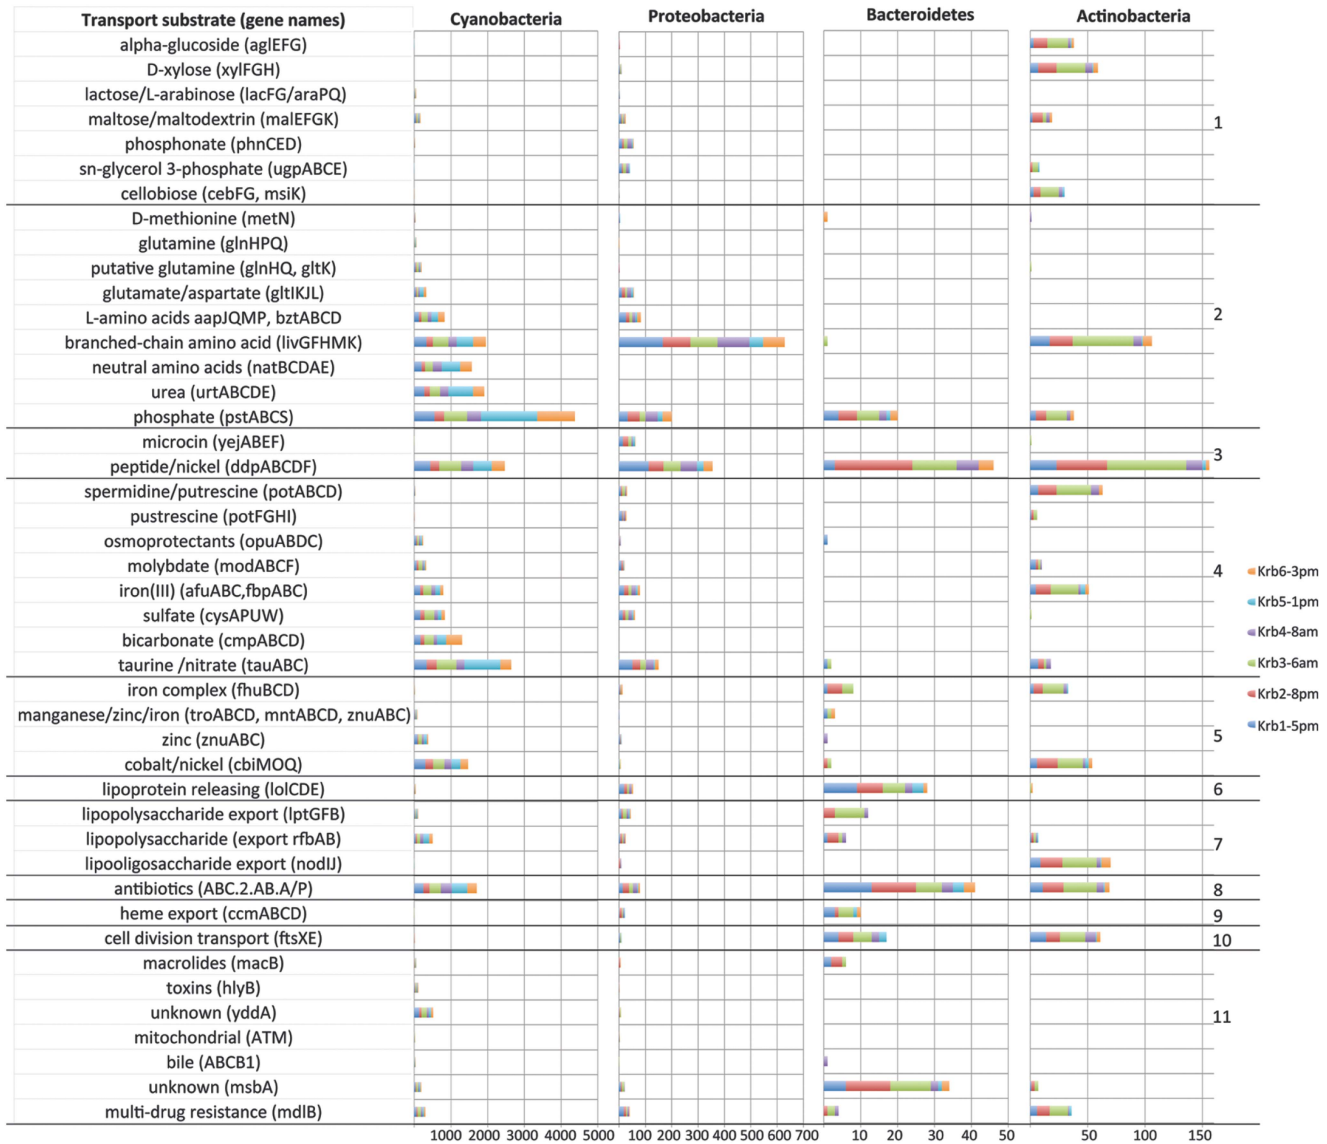 Transport substrate (gene names) Cyanobacteria Proteobacteria Bacteroidetes Actinobacteria
alpha-glucoside (aglEFG)
D-xylose (xylFGH)
lactose/L-arabinose (lacFG/araPQ)
maltose/maltodextrin (malEFGK) 1
phosphonate (phnCED)
sn-glycerol 3-phosphate (ugpABCE)
cellobiose (cebFG, msiK)
D-methionine (metN)
glutamine (glnHPQ)
putative glutamine (glnHQ, gltK)
glutamate/aspartate (gltIKJL)
L-amino acids aapJQMP, bztABCD 2
branched-chain amino acid (livGFHMK)
neutral amino acids (natBCDAE)
urea (urtABCDE)
phosphate (pstABCS)
microcin (yejABEF)
peptide/nickel (ddpABCDF) 3
spermidine/putrescine (potABCD)
pustrescine (potFGHI)
osmoprotectants (opuABDC)
molybdate (modABCF) 4
iron(III) (afuABC,fbpABC)
sulfate (cysAPUW)
bicarbonate (cmpABCD)
taurine /nitrate (tauABC)
iron complex (fhuBCD)
manganese/zinc/iron (troABCD, mntABCD, znuABC)
zinc (znuABC) 5
cobalt/nickel (cbiMOQ)
lipoprotein releasing (lolCDE) 6
lipopolysaccharide export (lptGFB)
lipopolysaccharide (export rfbAB) 7
lipooligosaccharide export (nodIJ)
antibiotics (ABC.2.AB.A/P) 8
heme export (ccmABCD) 9
cell division transport (ftsXE) 10
macrolides (macB)
toxins (hlyB)
unknown (yddA) 11
mitochondrial (ATM)
bile (ABCB1)
unknown (msbA)
multi-drug resistance (mdlB)
1000 2000 3000 4000 5000 100 200 300 400 500 600 700 10 20 30 40 50 50 100 150
Krb6-3pm
Krb5-1pm
Krb4-8am
Krb3-6am
Krb2-8pm
Krb1-5pm